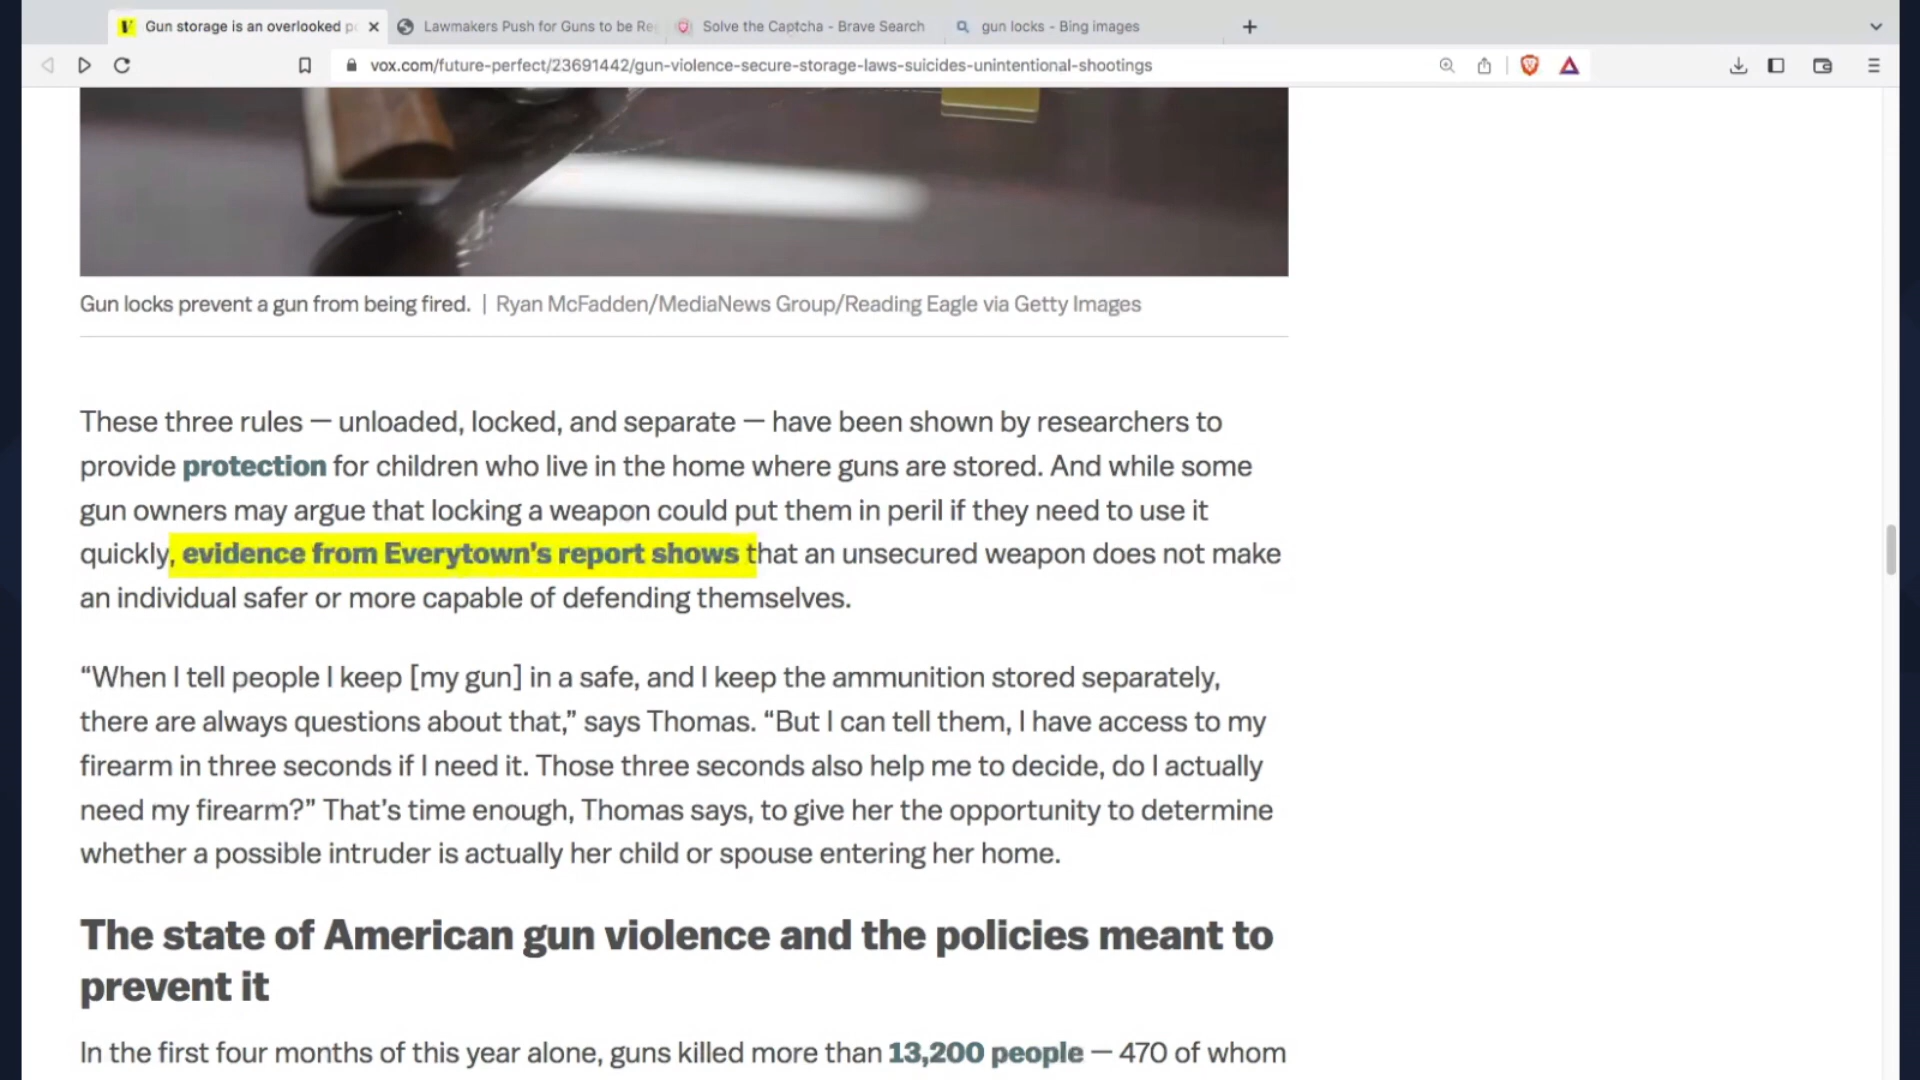 Gun storage is an overlooked p
Lawmakers Push for Guns to be Re
Solve the Captcha - Brave Search
gun locks - Bing images
vox.com/future-perfect/23691442/gun-violence-secure-storage-laws-suicides-unintentional-shootings
Gun locks prevent a gun from being fired. | Ryan McFadden/MediaNews Group/Reading Eagle via Getty Images
These three rules — unloaded, locked, and separate — have been shown by researchers to
provide protection for children who live in the home where guns are stored. And while some
gun owners may argue that locking a weapon could put them in peril if they need to use it
quickly, evidence from Everytown’s report shows that an unsecured weapon does not make
an individual safer or more capable of defending themselves.
“When I tell people I keep [my gun] in a safe, and I keep the ammunition stored separately,
there are always questions about that,” says Thomas. “But I can tell them, I have access to my
firearm in three seconds if I need it. Those three seconds also help me to decide, do I actually
need my firearm?” That’s time enough, Thomas says, to give her the opportunity to determine
whether a possible intruder is actually her child or spouse entering her home.
The state of American gun violence and the policies meant to
prevent it
In the first four months of this year alone, guns killed more than 13,200 people — 470 of whom